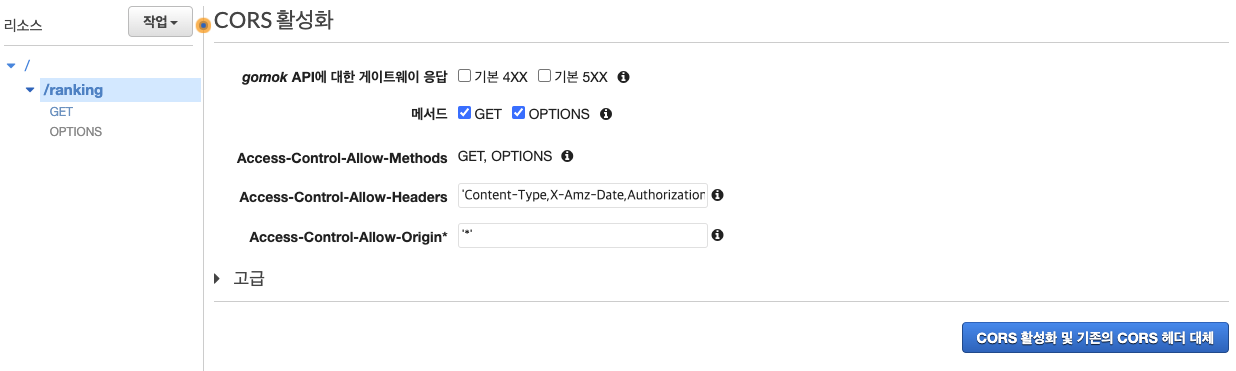 리소스
작업
/
/ranking
GET
OPTIONS
CORS 활성화
gomok API에 대한 게이트웨이 응답 기본 4XX 기본 5XX
메서드 GET OPTIONS
Access-Control-Allow-Methods GET, OPTIONS
Access-Control-Allow-Headers 'Content-Type,X-Amz-Date,Authorization
Access-Control-Allow-Origin* '*'
고급
CORS 활성화 및 기존의 CORS 헤더 대체